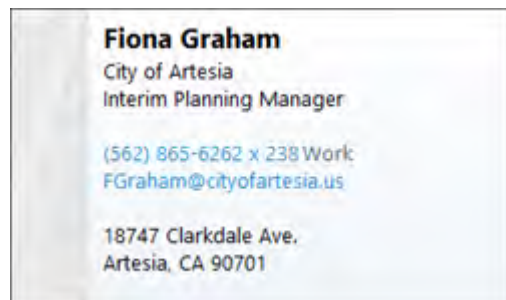 Fiona Graham
City of Artesia
Interim Planning Manager
(562) 865-6262 x 238 Work
FGraham@cityofartesia.us
18747 Clarkdale Ave.
Artesia, CA 90701